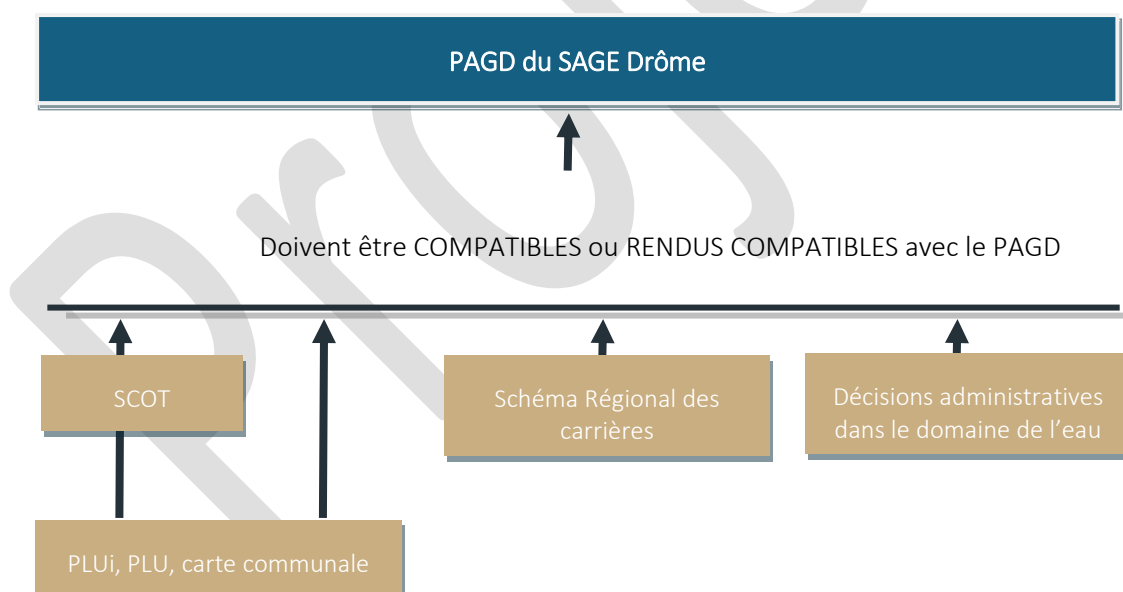 PAGD du SAGE Drôme
Doivent être COMPATIBLES ou RENDUS COMPATIBLES avec le PAGD
SCOT
Schéma Régional des
carrières
Décisions administratives
dans le domaine de l’eau
PLUi, PLU, carte communale
Proj